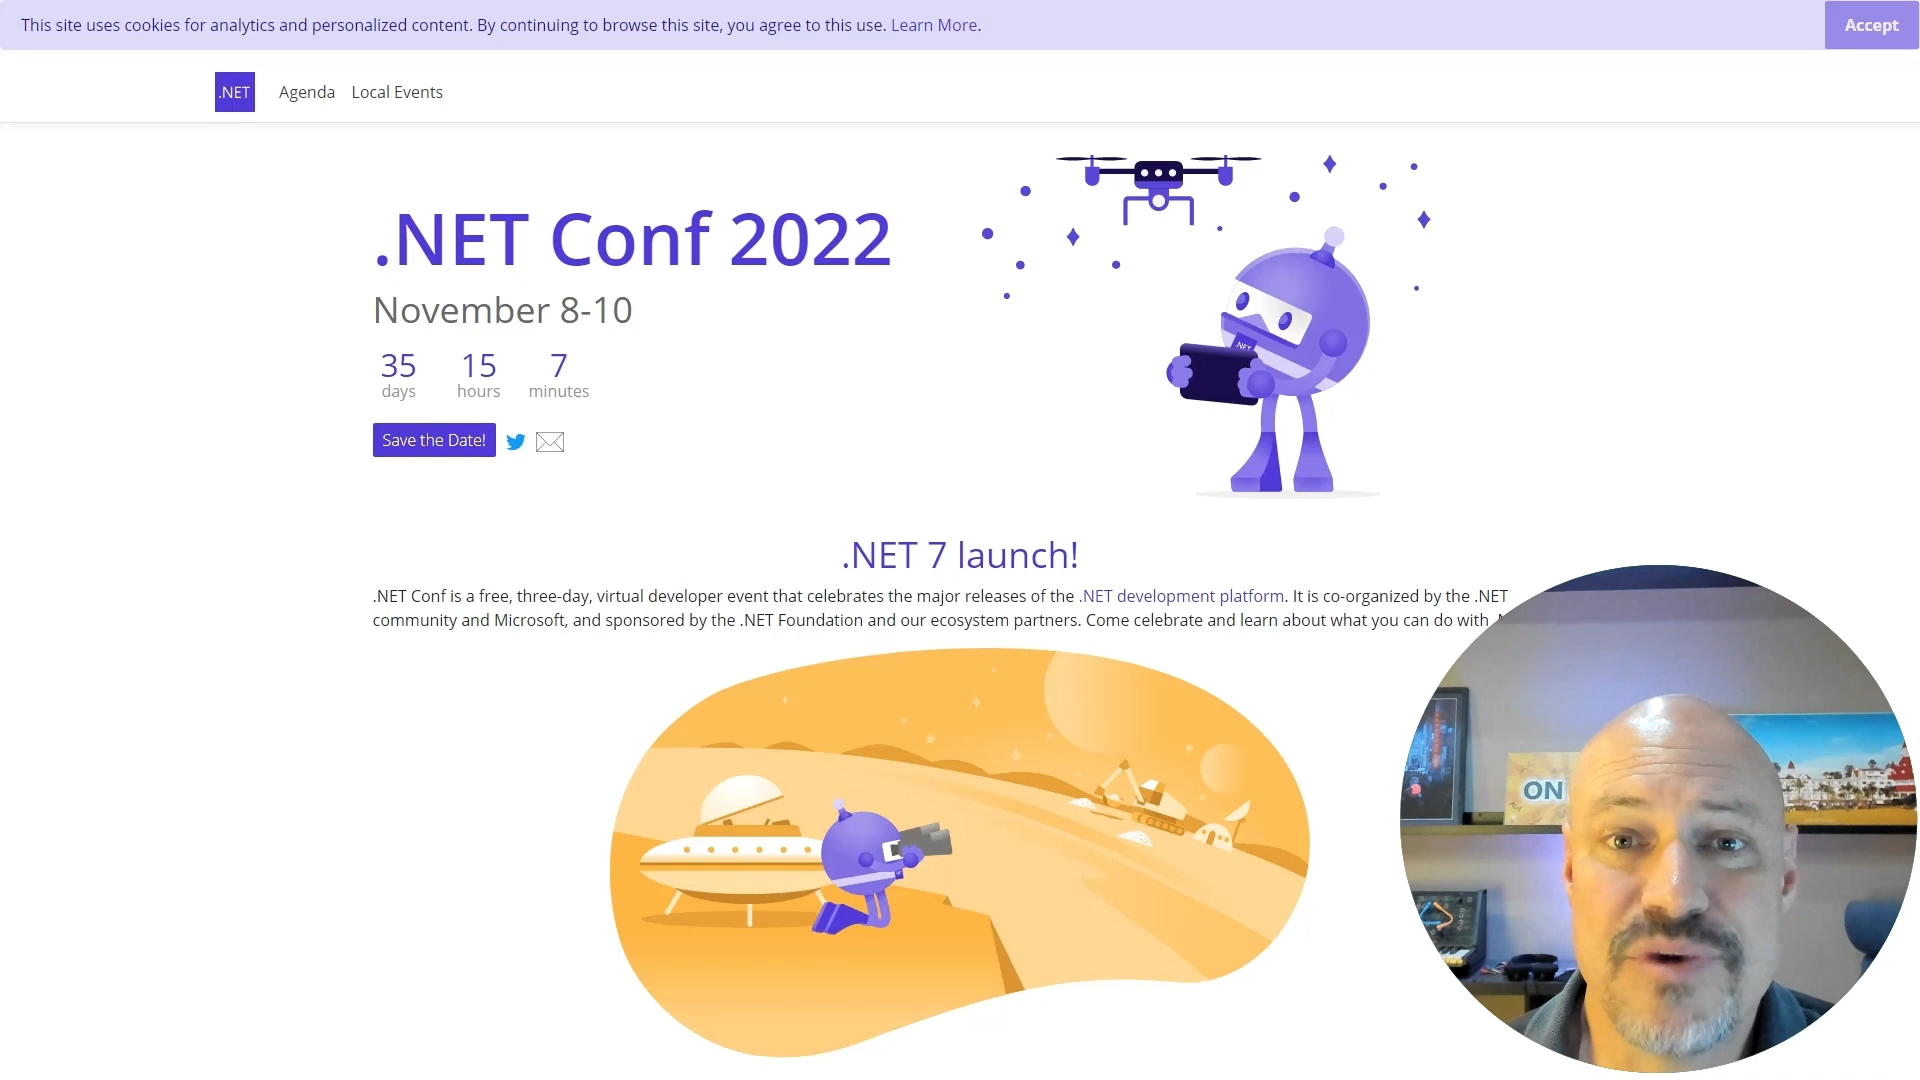 This site uses cookies for analytics and personalized content. By continuing to browse this site, you agree to this use. Learn More.
Accept
.NET Agenda Local Events
.NET Conf 2022
November 8-10
35 15 7
days hours minutes
Save the Date!
.NET
.NET 7 launch!
.NET Conf is a free, three-day, virtual developer event that celebrates the major releases of the .NET development platform. It is co-organized by the .NET
community and Microsoft, and sponsored by the .NET Foundation and our ecosystem partners. Come celebrate and learn about what you can do with
ON